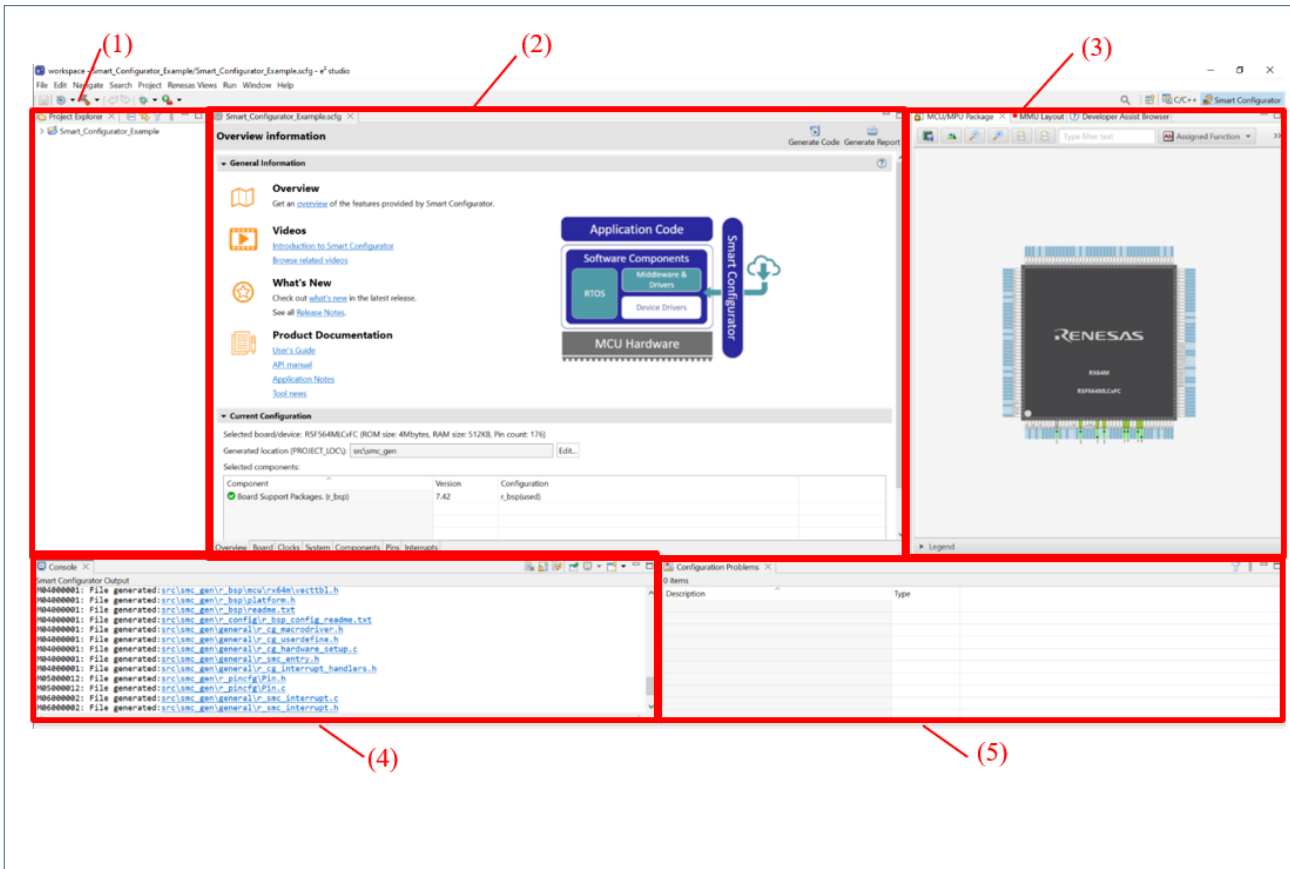 (1)
(2)
(3)
workspace - Smart_Configurator_Example/Smart_Configurator_Example.scfg - e² studio
File Edit Navigate Search Project Renesas Views Run Window Help
C/C++ Smart Configurator
Project Explorer
Smart_Configurator_Example.scfg
MCU/MPU Package
MMU Layout
Developer Assist Browser
Smart_Configurator_Example
Overview information
Generate Code Generate Report
Type filter text
Assigned Function
General Information
Overview
Get an overview of the features provided by Smart Configurator.
Videos
Introduction to Smart Configurator
Browse related videos
What's New
Check out what's new in the latest release.
See all Release Notes.
Product Documentation
User's Guide
API manual
Application Notes
Tool news
Application Code
Software Components
RTOS
Middleware &
Drivers
Device Drivers
MCU Hardware
Smart Configurator
RENESAS
RX64M
R5F564MLCxFC
Current Configuration
Selected board/device: R5F564MLCxFC (ROM size: 4Mbytes, RAM size: 512KB, Pin count: 176)
Generated location (PROJECT_LOC\): src\smc_gen Edit...
Selected components:
Component Version Configuration
Board Support Packages. (r_bsp) 7.42 r_bsp(used)
Overview Board Clocks System Components Pins Interrupts
Legend
Console
Smart Configurator Output
M04000001: File generated:src\smc_gen\r_bsp\mcu\rx64m\vecttbl.h
M04000001: File generated:src\smc_gen\r_bsp\platform.h
M04000001: File generated:src\smc_gen\r_bsp\readme.txt
M04000001: File generated:src\smc_gen\r_config\r_bsp_config_readme.txt
M04000001: File generated:src\smc_gen\general\r_cg_macrodriver.h
M04000001: File generated:src\smc_gen\general\r_cg_userdefine.h
M04000001: File generated:src\smc_gen\general\r_cg_hardware_setup.c
M04000001: File generated:src\smc_gen\general\r_smc_entry.h
M04000001: File generated:src\smc_gen\general\r_cg_interrupt_handlers.h
M05000012: File generated:src\smc_gen\r_pincfg\Pin.h
M05000012: File generated:src\smc_gen\r_pincfg\Pin.c
M06000002: File generated:src\smc_gen\general\r_smc_interrupt.c
M06000002: File generated:src\smc_gen\general\r_smc_interrupt.h
Configuration Problems
0 items
Description Type
(4)
(5)